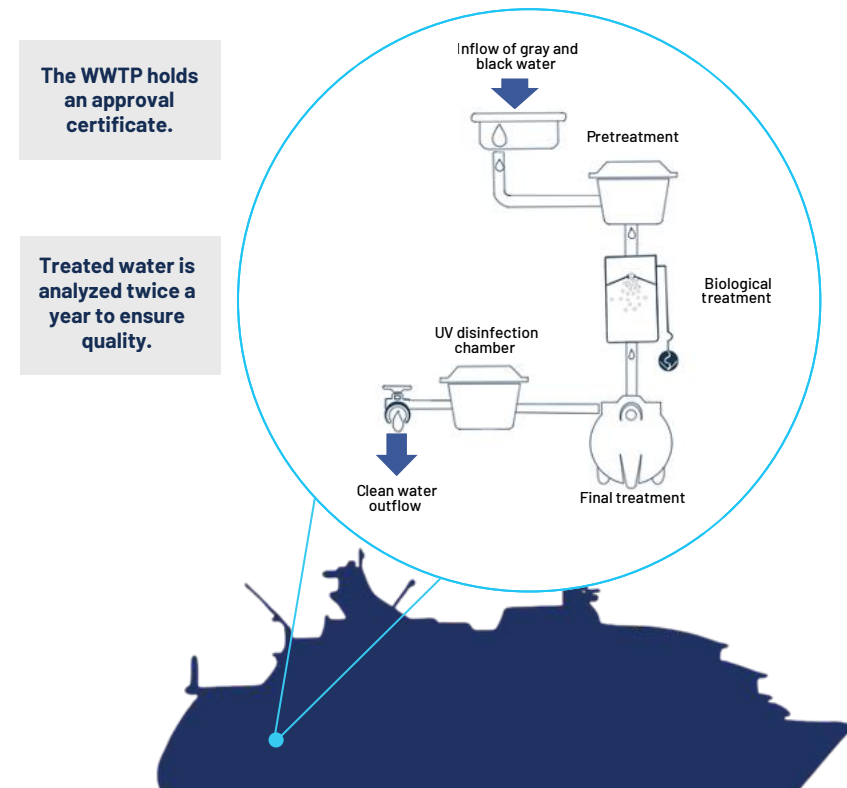 The WWTP holds
an approval
certificate.
Treated water is
analyzed twice a
year to ensure
quality.
Inflow of gray and
black water
Pretreatment
Biological
treatment
UV disinfection
chamber
Clean water
outflow
Final treatment